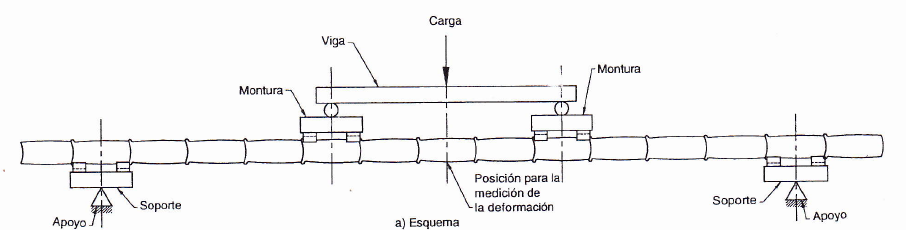 Carga
Viga
Montura
Montura
Posición para la
medición de
la deformación
Soporte
Apoyo
Soporte
Apoyo
a) Esquema